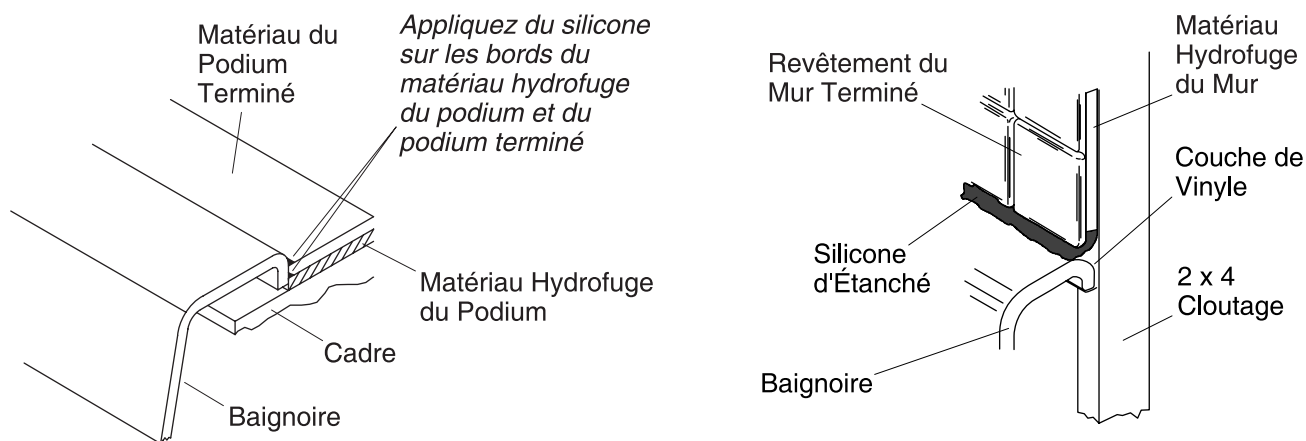 Matériau du
Podium
Terminé
Appliquez du silicone
sur les bords du
matériau hydrofuge
du podium et du
podium terminé
Matériau Hydrofuge
du Podium
Cadre
Baignoire
Revêtement du
Mur Terminé
Matériau
Hydrofuge
du Mur
Couche de
Vinyle
Silicone
d'Étanché
2 x 4
Cloutage
Baignoire